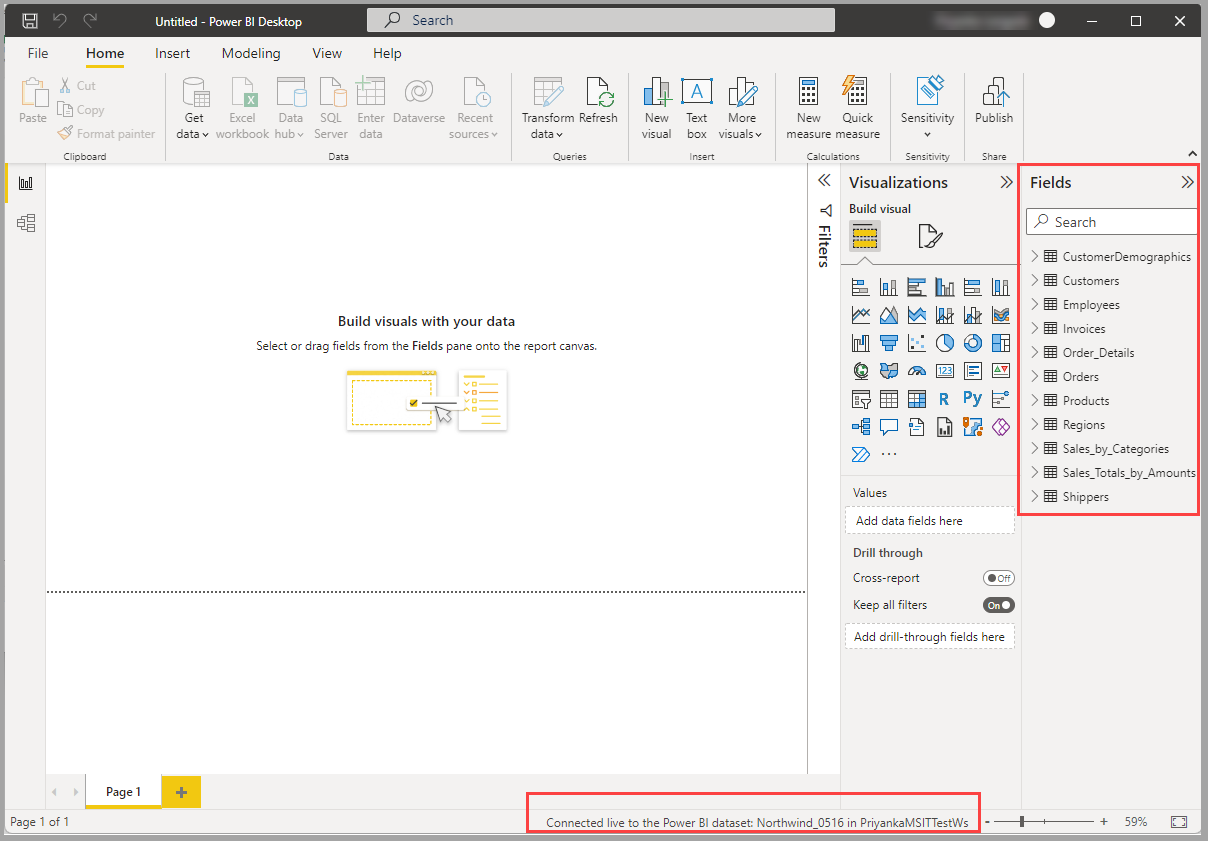 Untitled - Power BI Desktop
Search
File Home Insert Modeling View Help
Paste
Cut
Copy
Format painter
Clipboard
Get data
Excel workbook
Data hub
SQL Server
Enter data
Dataverse
Recent sources
Data
Transform data
Refresh
Queries
New visual
Text box
More visuals
Insert
New measure
Quick measure
Calculations
Sensitivity
Sensitivity
Publish
Share
Build visuals with your data
Select or drag fields from the Fields pane onto the report canvas.
Filters
Visualizations
Build visual
123
R
Py
Values
Add data fields here
Drill through
Cross-report
Off
Keep all filters
On
Add drill-through fields here
Fields
Search
CustomerDemographics
Customers
Employees
Invoices
Order_Details
Orders
Products
Regions
Sales_by_Categories
Sales_Totals_by_Amounts
Shippers
Page 1
Page 1 of 1
Connected live to the Power BI dataset: Northwind_0516 in PriyankaMSITTestWs
59%